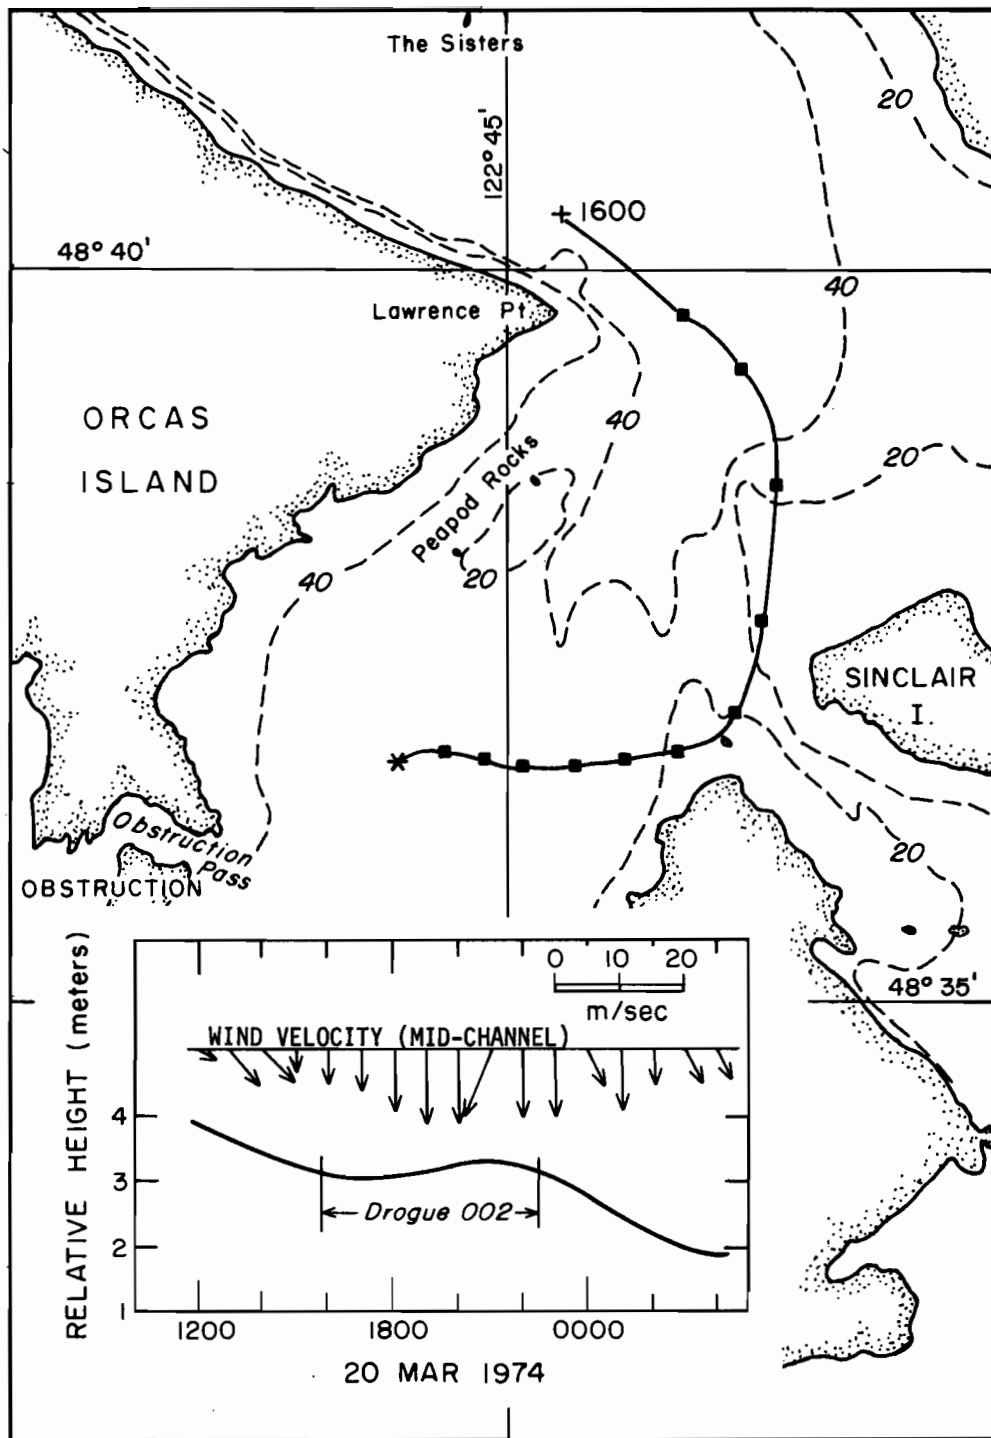 The Sisters
20
122° 45'
+ 1600
48° 40'
40
Lawrence Pt.
ORCAS
ISLAND
40
20
Peapod Rocks
40
20
SINCLAIR
I.
Obstruction
Pass
OBSTRUCTION
20
48° 35'
0 10 20
m/sec
WIND VELOCITY (MID-CHANNEL)
RELATIVE HEIGHT (meters)
4
3
Drogue 002
2
1
1200 1800 0000
20 MAR 1974